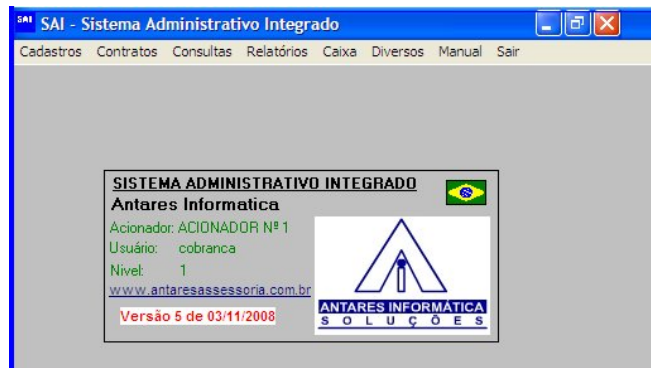 SAI SAI - Sistema Administrativo Integrado
Cadastros Contratos Consultas Relatórios Caixa Diversos Manual Sair
SISTEMA ADMINISTRATIVO INTEGRADO
Antares Informatica
Acionador: ACIONADOR Nº 1
Usuário: cobranca
Nivel: 1
www.antaresassessoria.com.br
Versão 5 de 03/11/2008
ANTARES INFORMÁTICA
SOLUÇÕES